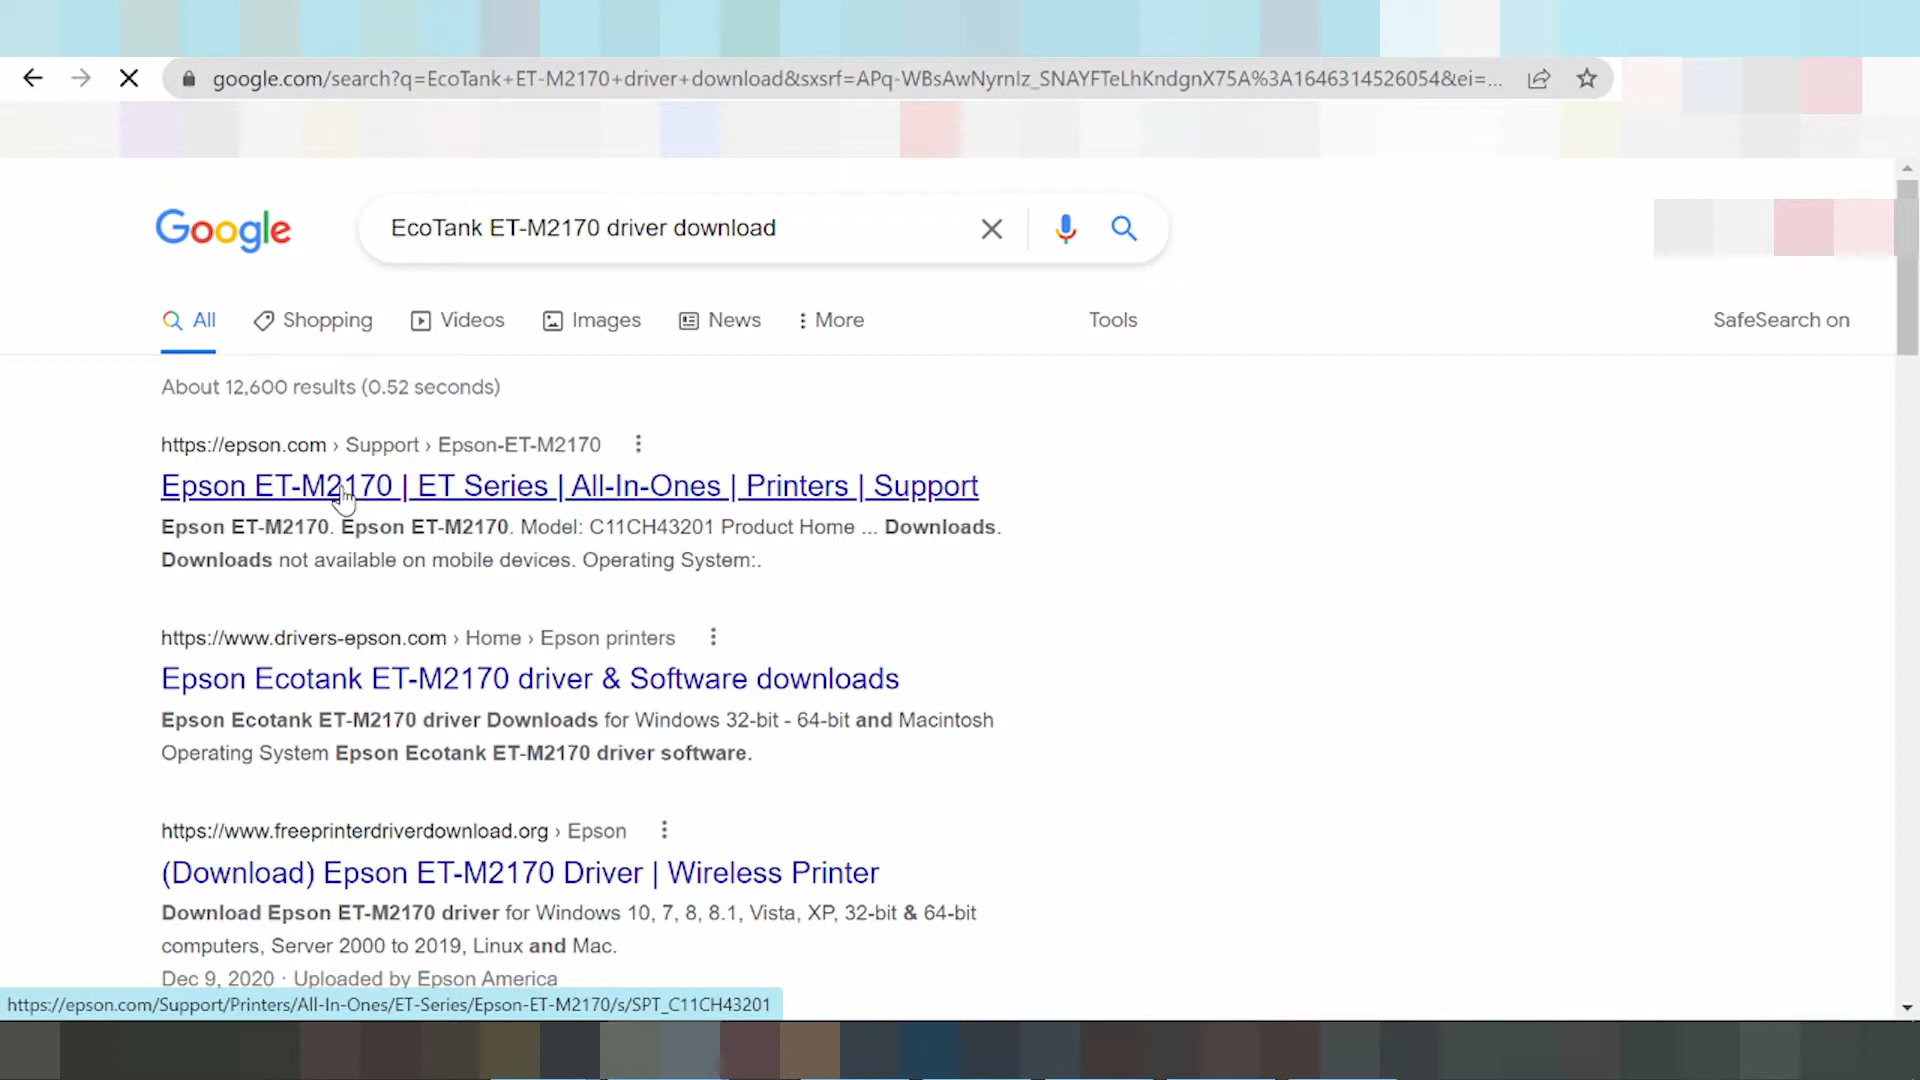 google.com/search?q=EcoTank+ET-M2170+driver+download&sxsrf=APq-WBsAwNyrnIz_SNAYFTeLhKndgnX75A%3A1646314526054&ei=...
Google
EcoTank ET-M2170 driver download
All Shopping Videos Images News More Tools SafeSearch on
About 12,600 results (0.52 seconds)
https://epson.com › Support › Epson-ET-M2170
Epson ET-M2170 | ET Series | All-In-Ones | Printers | Support
Epson ET-M2170. Epson ET-M2170. Model: C11CH43201 Product Home ... Downloads.
Downloads not available on mobile devices. Operating System:.
https://www.drivers-epson.com › Home › Epson printers
Epson Ecotank ET-M2170 driver & Software downloads
Epson Ecotank ET-M2170 driver Downloads for Windows 32-bit - 64-bit and Macintosh
Operating System Epson Ecotank ET-M2170 driver software.
https://www.freeprinterdriverdownload.org › Epson
(Download) Epson ET-M2170 Driver | Wireless Printer
Download Epson ET-M2170 driver for Windows 10, 7, 8, 8.1, Vista, XP, 32-bit & 64-bit
computers, Server 2000 to 2019, Linux and Mac.
Dec 9, 2020 · Uploaded by Epson America
https://epson.com/Support/Printers/All-In-Ones/ET-Series/Epson-ET-M2170/s/SPT_C11CH43201